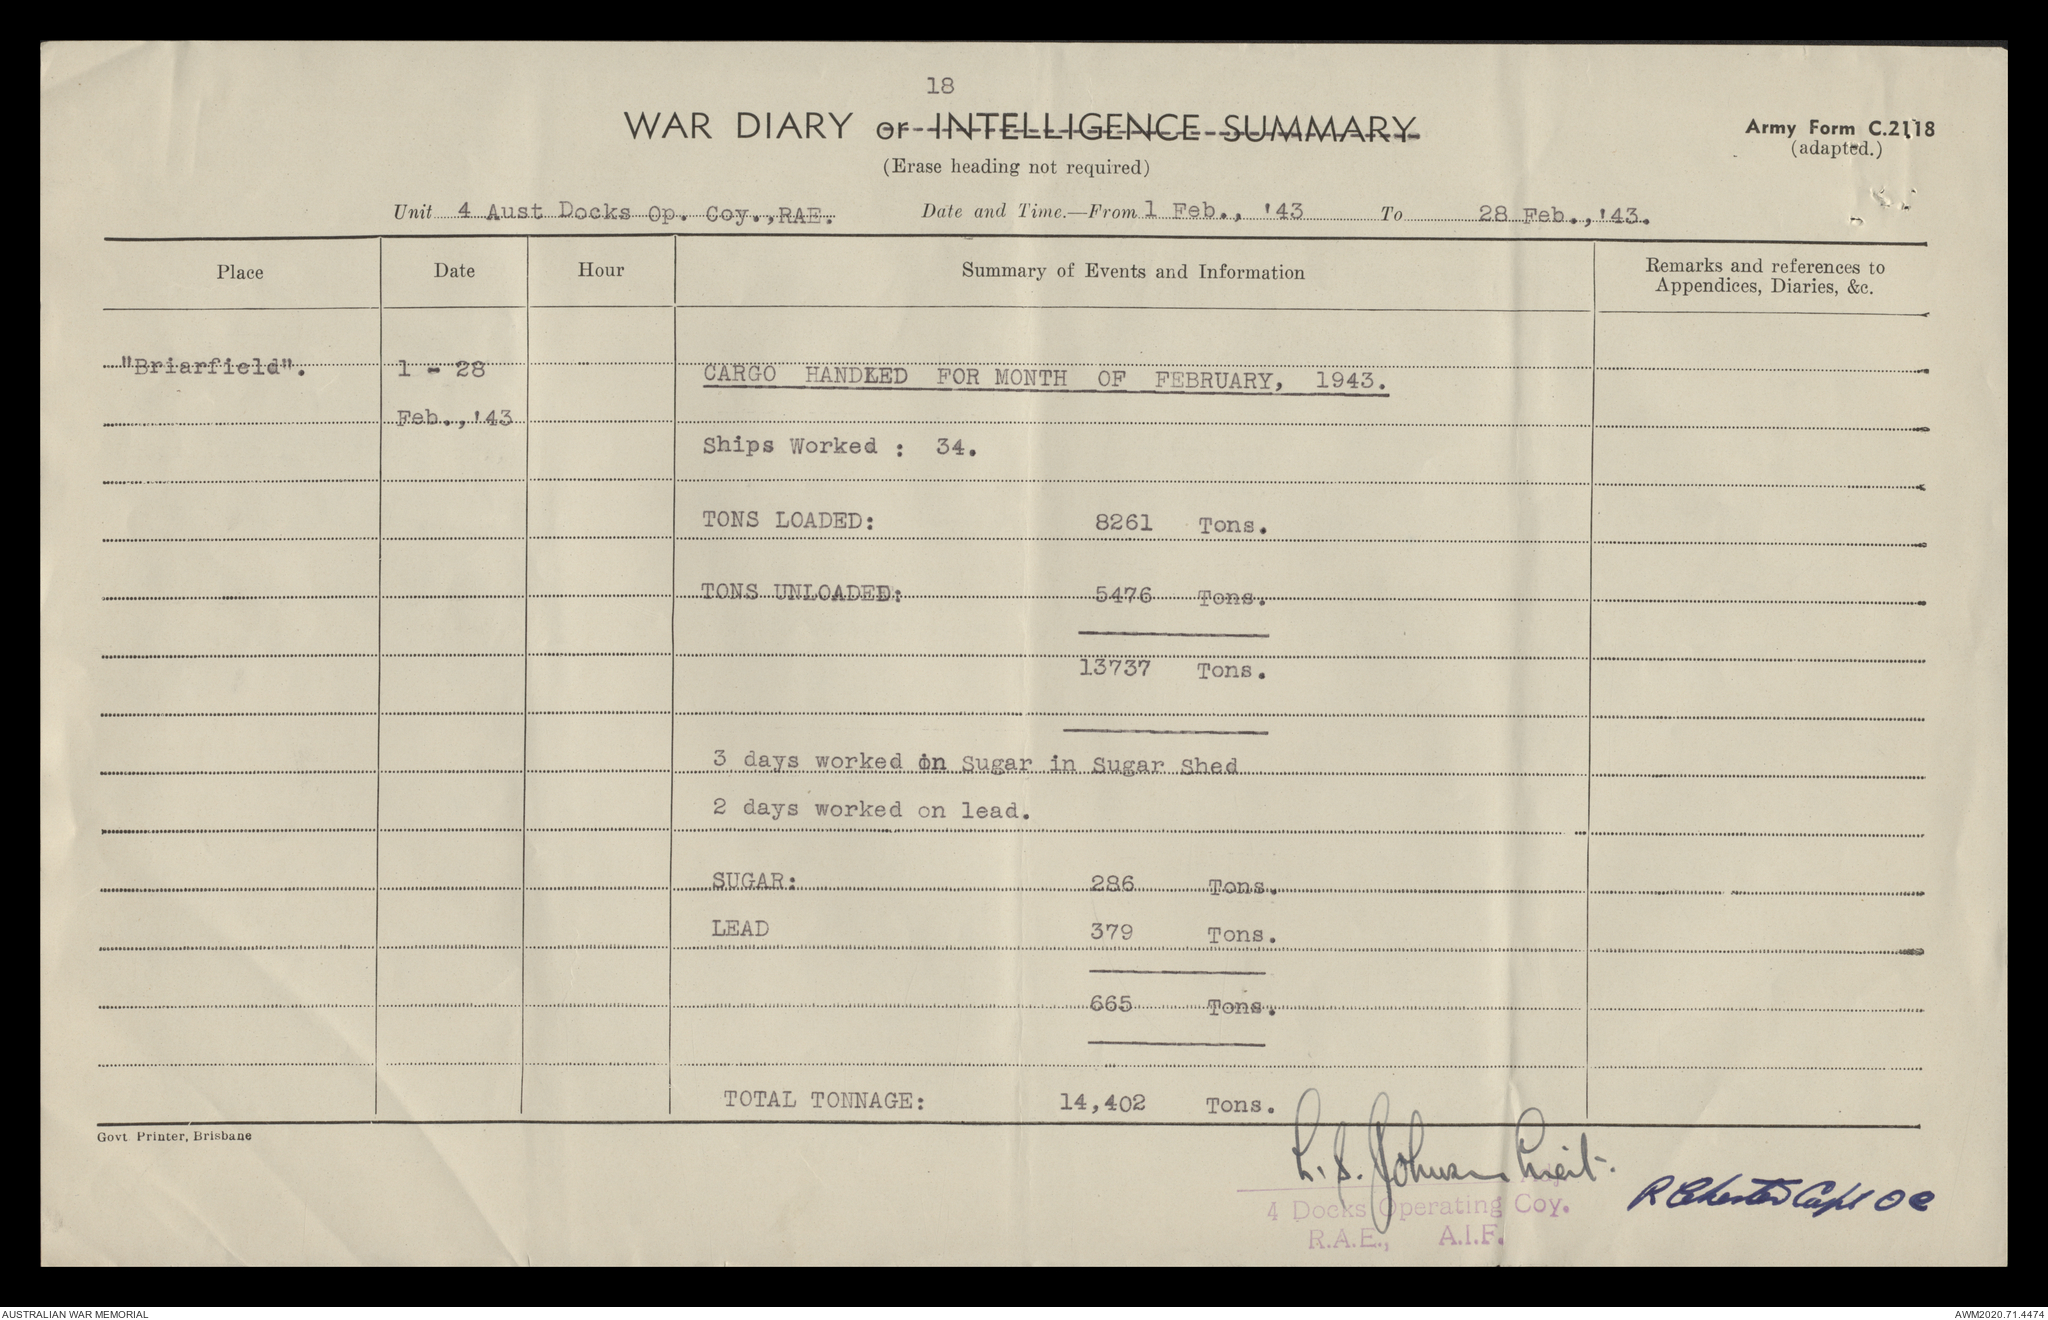 18
WAR DIARY or INTELLIGENCE SUMMARY
Army Form C.2118
(adapted.)
(Erase heading not required)
Unit 4 Aust Docks Op. Coy.,RAE. Date and Time.—From 1 Feb., '43 To 28 Feb.,'43.
Place Date Hour Summary of Events and Information Remarks and references to
Appendices, Diaries, &c.
"Briarfield". 1 - 28 CARGO HANDLED FOR MONTH OF FEBRUARY, 1943.
Feb.,'43
Ships Worked : 34.
TONS LOADED: 8261 Tons.
TONS UNLOADED: 5476 Tons.
13737 Tons.
3 days worked on Sugar in Sugar Shed
2 days worked on lead.
SUGAR: 286 Tons.
LEAD 379 Tons.
665 Tons.
TOTAL TONNAGE: 14,402 Tons.
Govt Printer, Brisbane
L. S. Johnson Lieut.
R Chester Capt OC
4 Docks Operating Coy.
R.A.E., A.I.F.
AUSTRALIAN WAR MEMORIAL AWM2020.71.4474